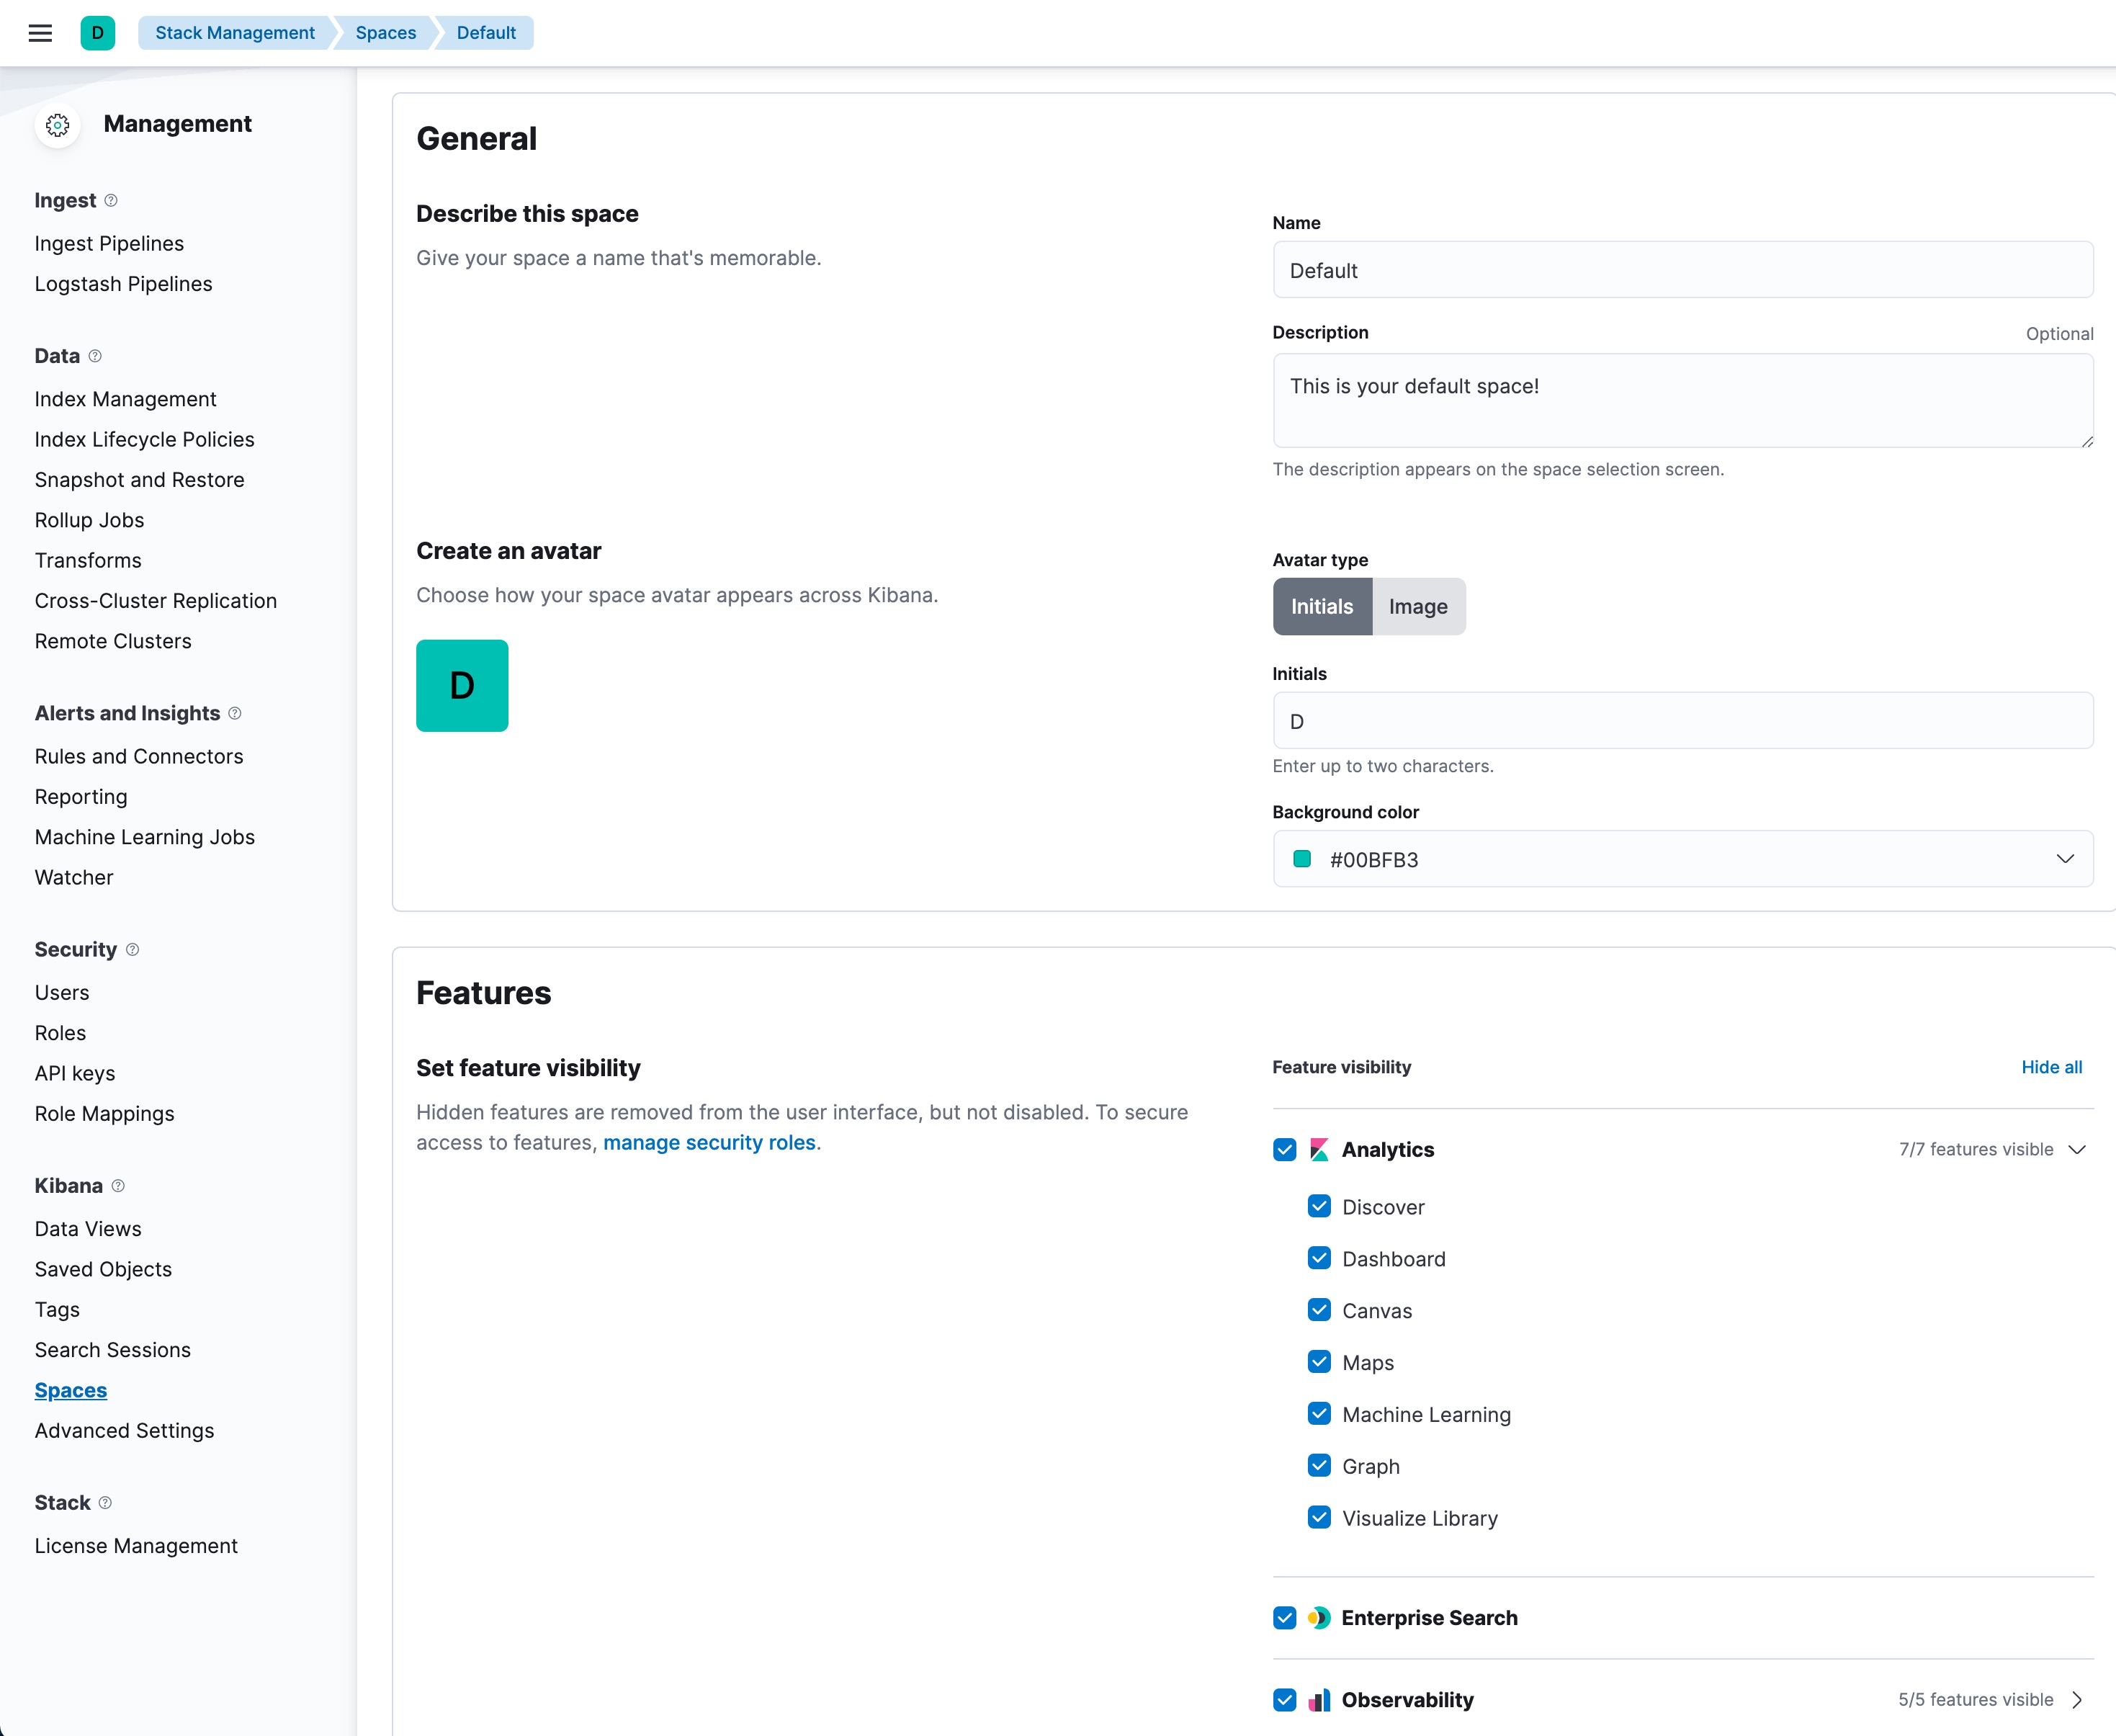 D
Stack Management
Spaces
Default
Management
Ingest
Ingest Pipelines
Logstash Pipelines
Data
Index Management
Index Lifecycle Policies
Snapshot and Restore
Rollup Jobs
Transforms
Cross-Cluster Replication
Remote Clusters
Alerts and Insights
Rules and Connectors
Reporting
Machine Learning Jobs
Watcher
Security
Users
Roles
API keys
Role Mappings
Kibana
Data Views
Saved Objects
Tags
Search Sessions
Spaces
Advanced Settings
Stack
License Management
General
Describe this space
Give your space a name that's memorable.
Name
Default
Description
Optional
This is your default space!
The description appears on the space selection screen.
Create an avatar
Choose how your space avatar appears across Kibana.
D
Avatar type
Initials
Image
Initials
D
Enter up to two characters.
Background color
#00BFB3
Features
Set feature visibility
Hidden features are removed from the user interface, but not disabled. To secure
access to features, manage security roles.
Feature visibility
Hide all
Analytics
7/7 features visible
Discover
Dashboard
Canvas
Maps
Machine Learning
Graph
Visualize Library
Enterprise Search
Observability
5/5 features visible